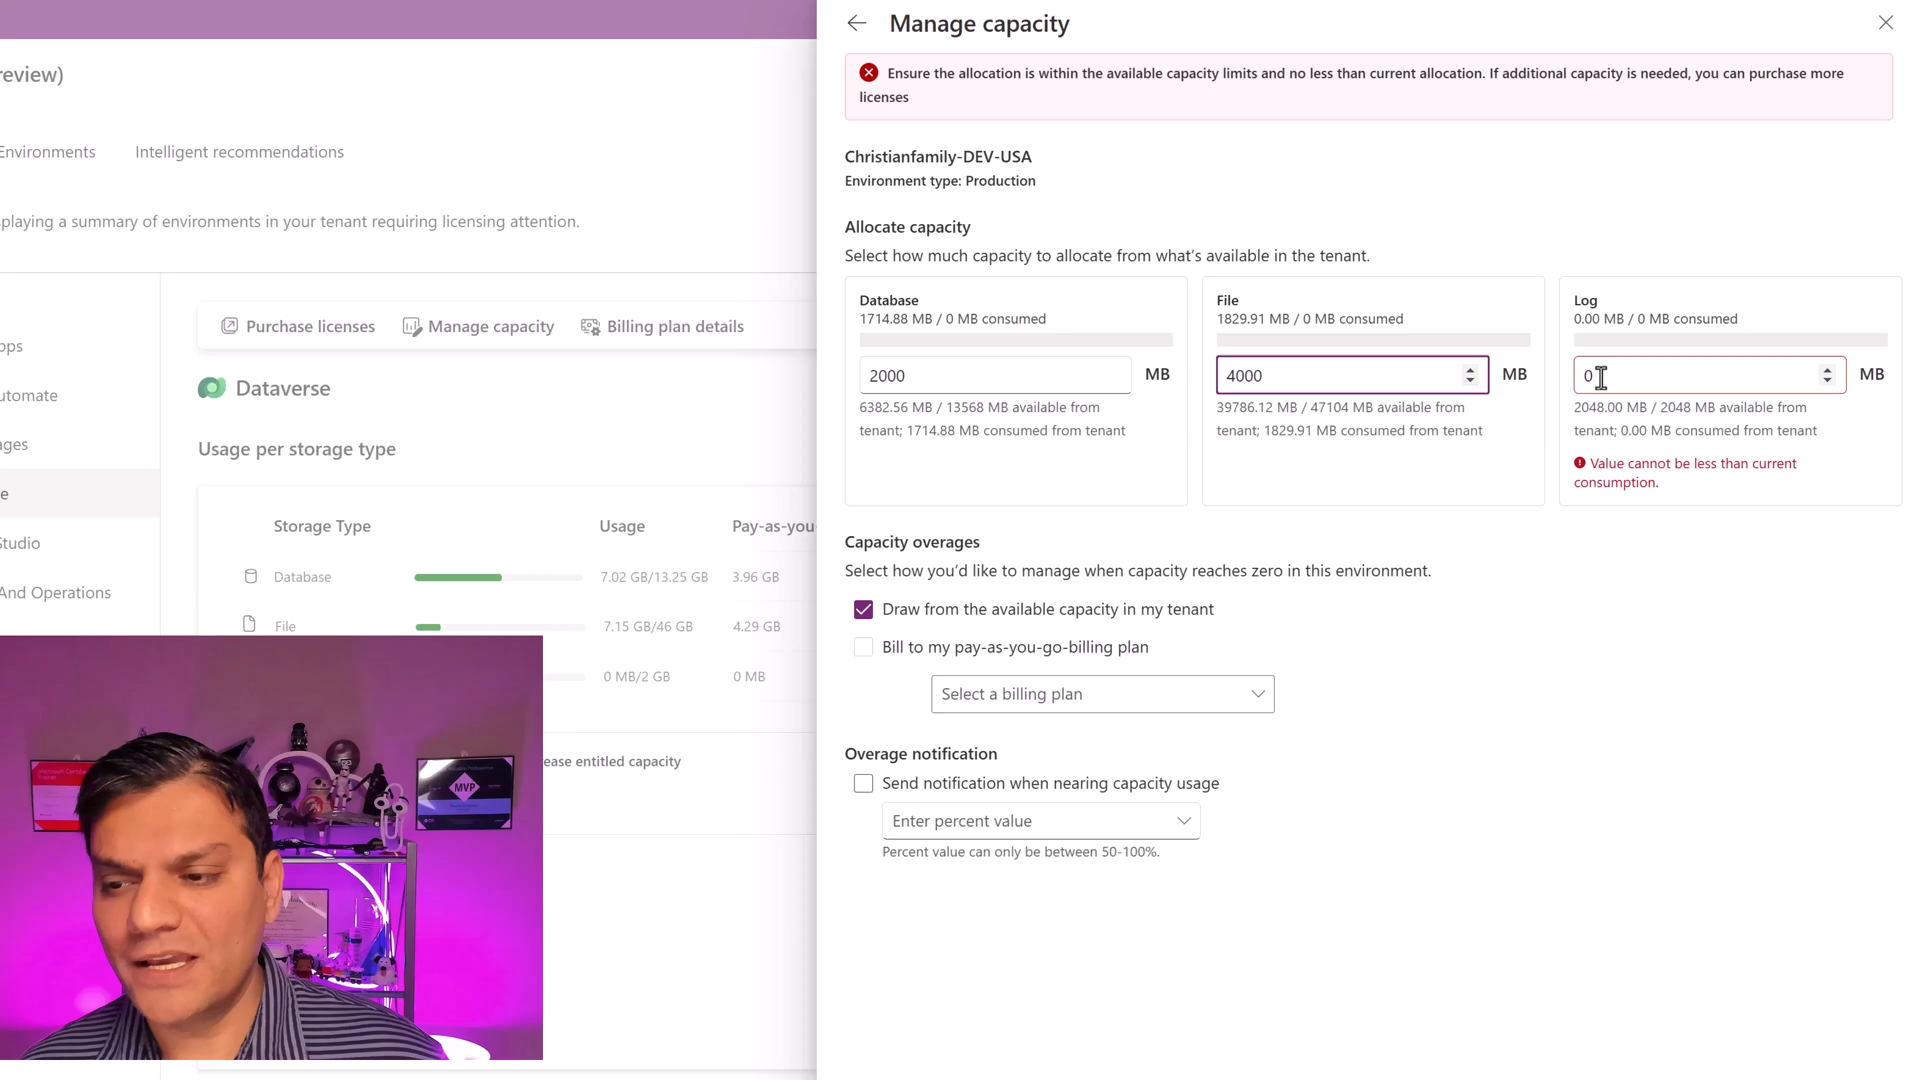 Manage capacity
Ensure the allocation is within the available capacity limits and no less than current allocation. If additional capacity is needed, you can purchase more
licenses
review)
Environments
Intelligent recommendations
splaying a summary of environments in your tenant requiring licensing attention.
Christianfamily-DEV-USA
Environment type: Production
Allocate capacity
Select how much capacity to allocate from what's available in the tenant.
Database
1714.88 MB / 0 MB consumed
2000 MB
6382.56 MB / 13568 MB available from
tenant; 1714.88 MB consumed from tenant
File
1829.91 MB / 0 MB consumed
4000 MB
39786.12 MB / 47104 MB available from
tenant; 1829.91 MB consumed from tenant
Log
0.00 MB / 0 MB consumed
0 MB
2048.00 MB / 2048 MB available from
tenant; 0.00 MB consumed from tenant
Value cannot be less than current
consumption.
Capacity overages
Select how you'd like to manage when capacity reaches zero in this environment.
Draw from the available capacity in my tenant
Bill to my pay-as-you-go-billing plan
Select a billing plan
Overage notification
Send notification when nearing capacity usage
Enter percent value
Percent value can only be between 50-100%.
pps
utomate
ages
e
Studio
And Operations
Purchase licenses
Manage capacity
Billing plan details
Dataverse
Usage per storage type
Storage Type Usage Pay-as-you
Database 7.02 GB/13.25 GB 3.96 GB
File 7.15 GB/46 GB 4.29 GB
0 MB/2 GB 0 MB
ease entitled capacity
MVP